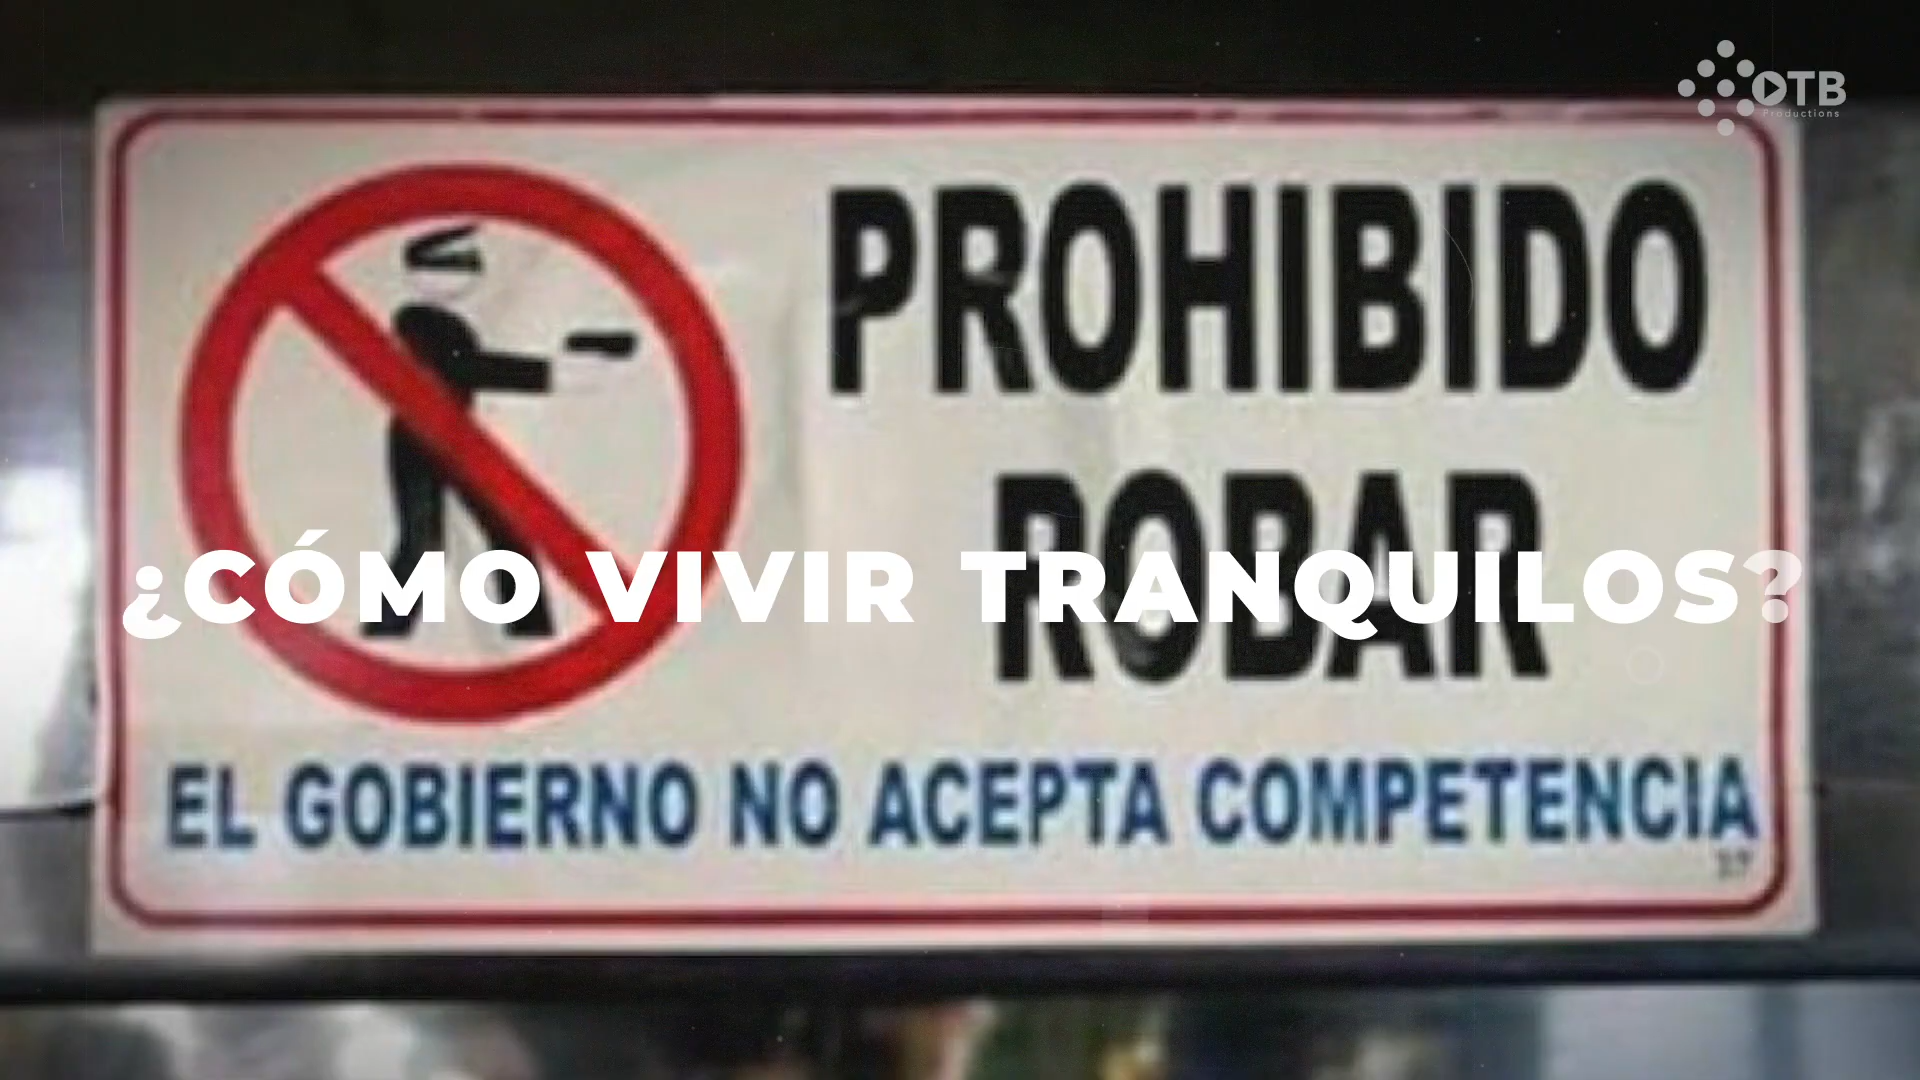 OTB
Productions
PROHIBIDO
ROBAR
¿CÓMO VIVIR TRANQUILOS?
EL GOBIERNO NO ACEPTA COMPETENCIA